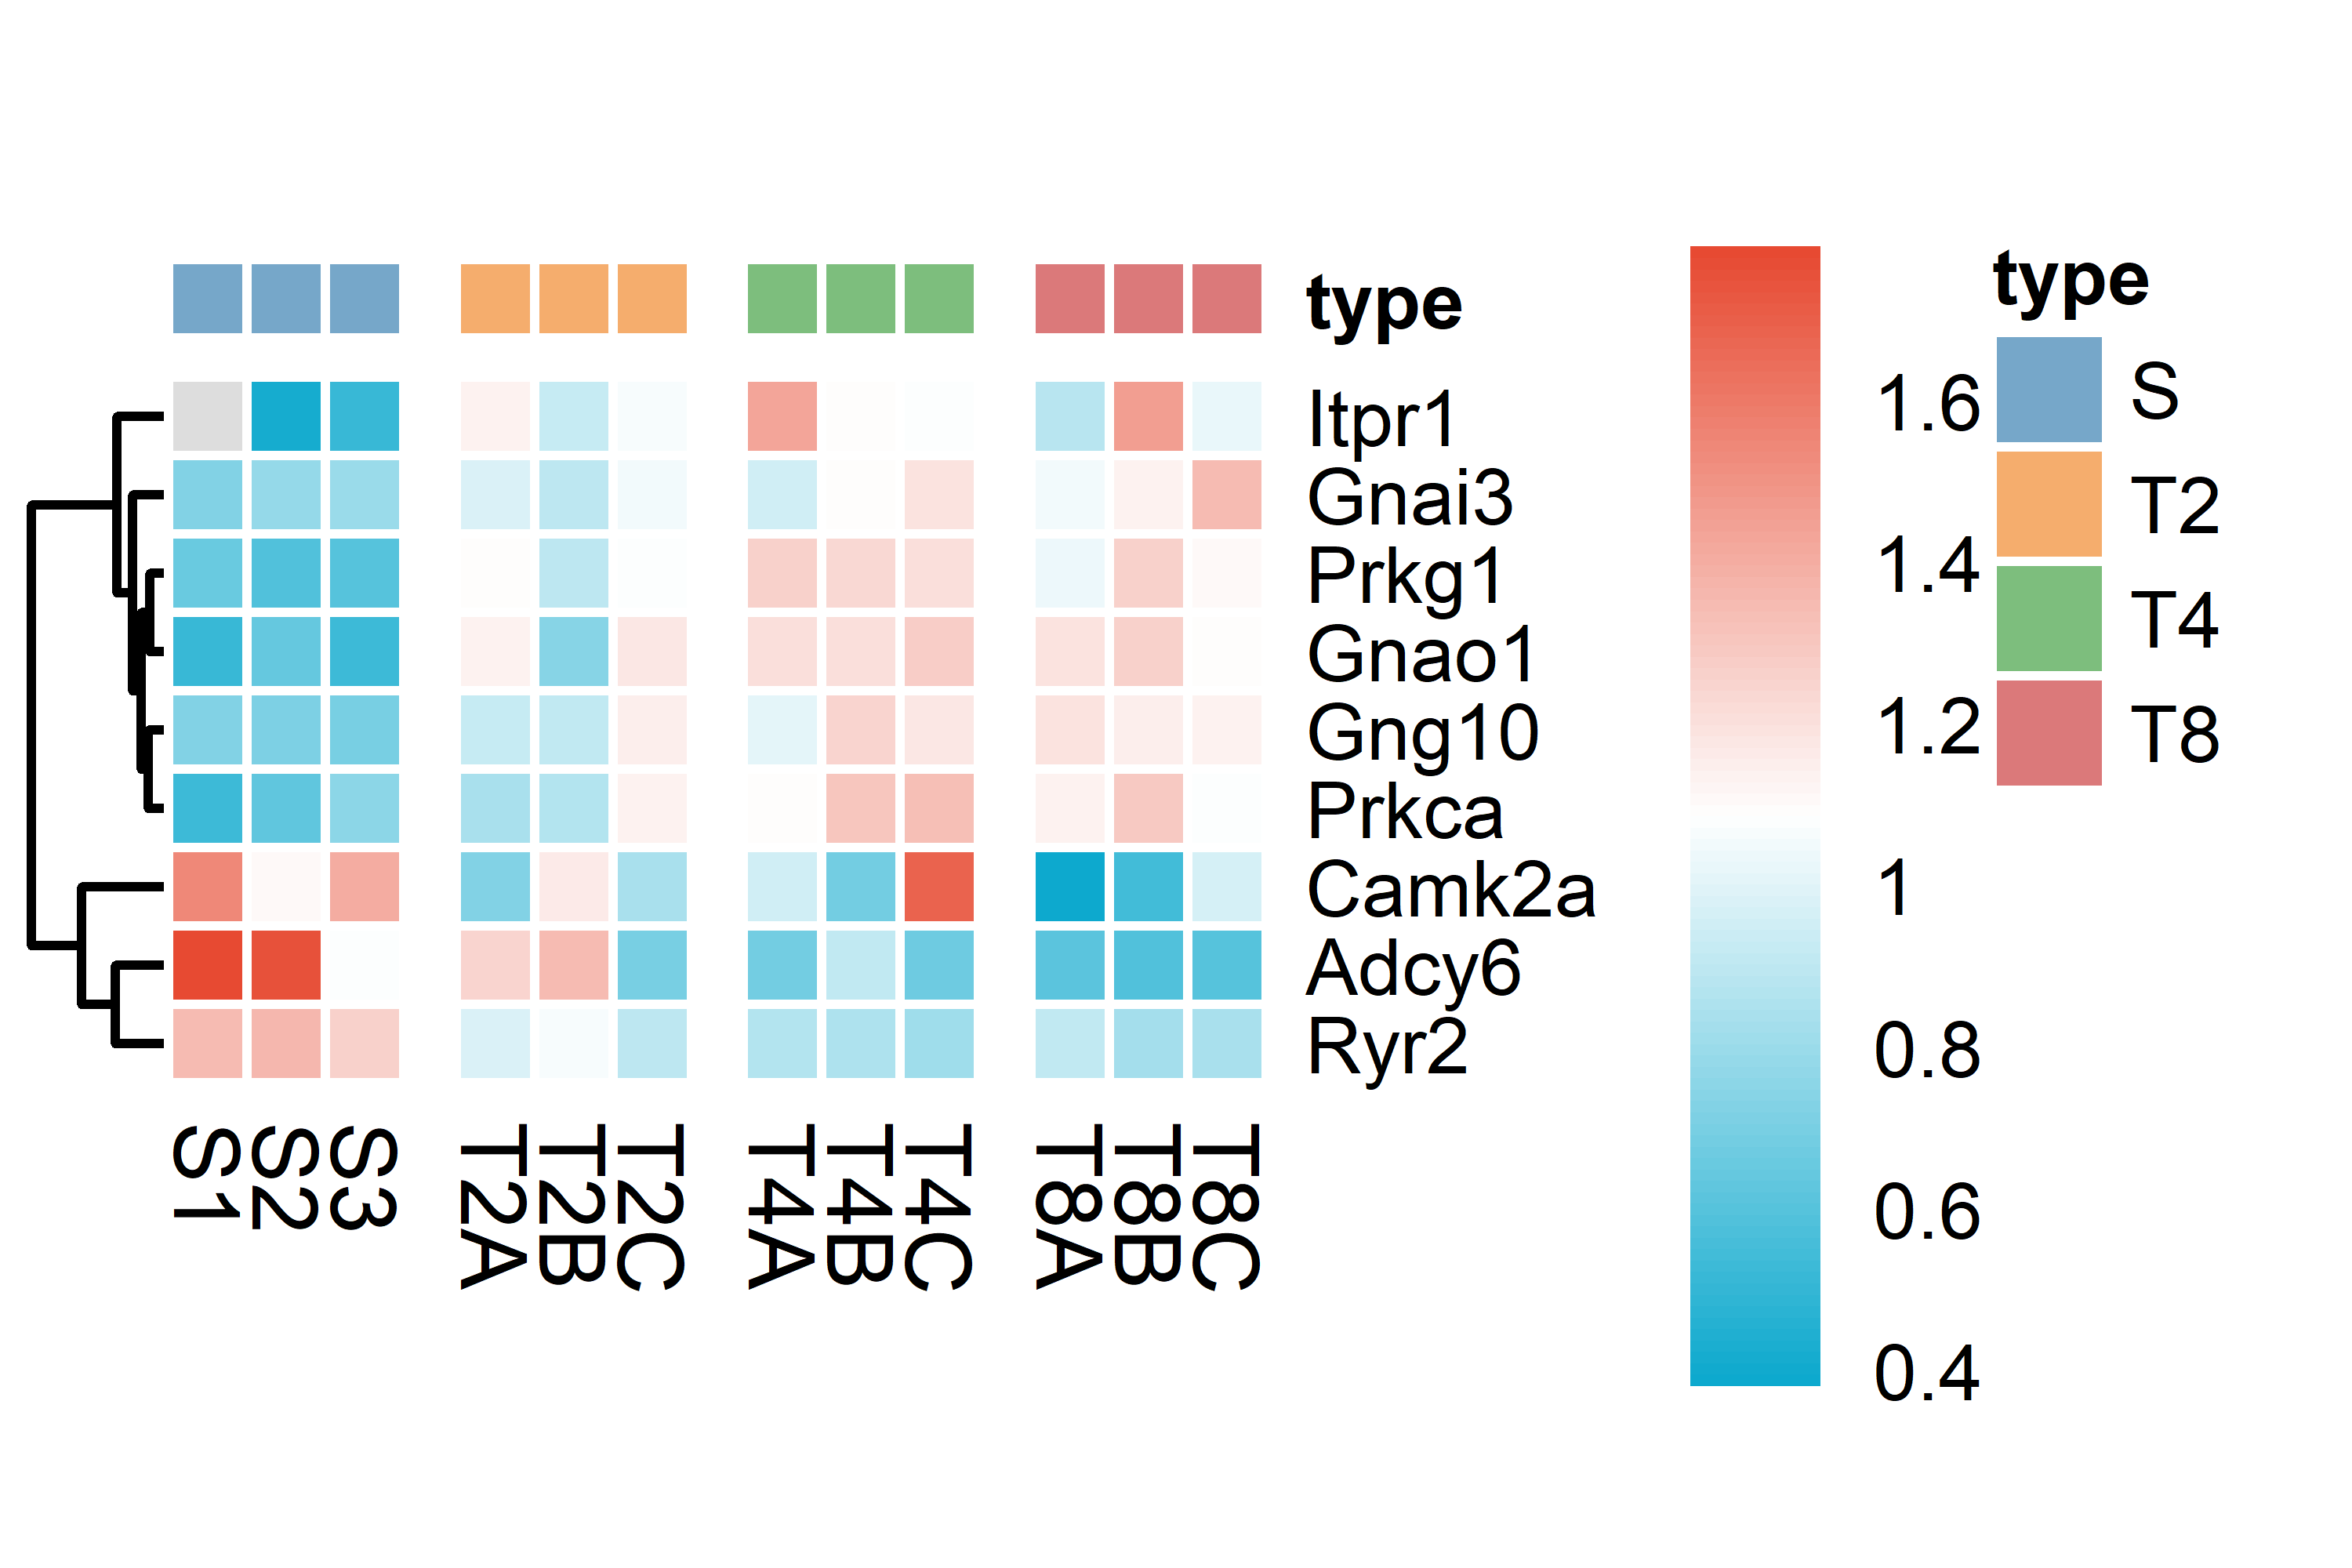 type
Itpr1
Gnai3
Prkg1
Gnao1
Gng10
Prkca
Camk2a
Adcy6
Ryr2
S1 S2 S3 T2A T2B T2C T4A T4B T4C T8A T8B T8C
1.6
1.4
1.2
1
0.8
0.6
0.4
type
S
T2
T4
T8